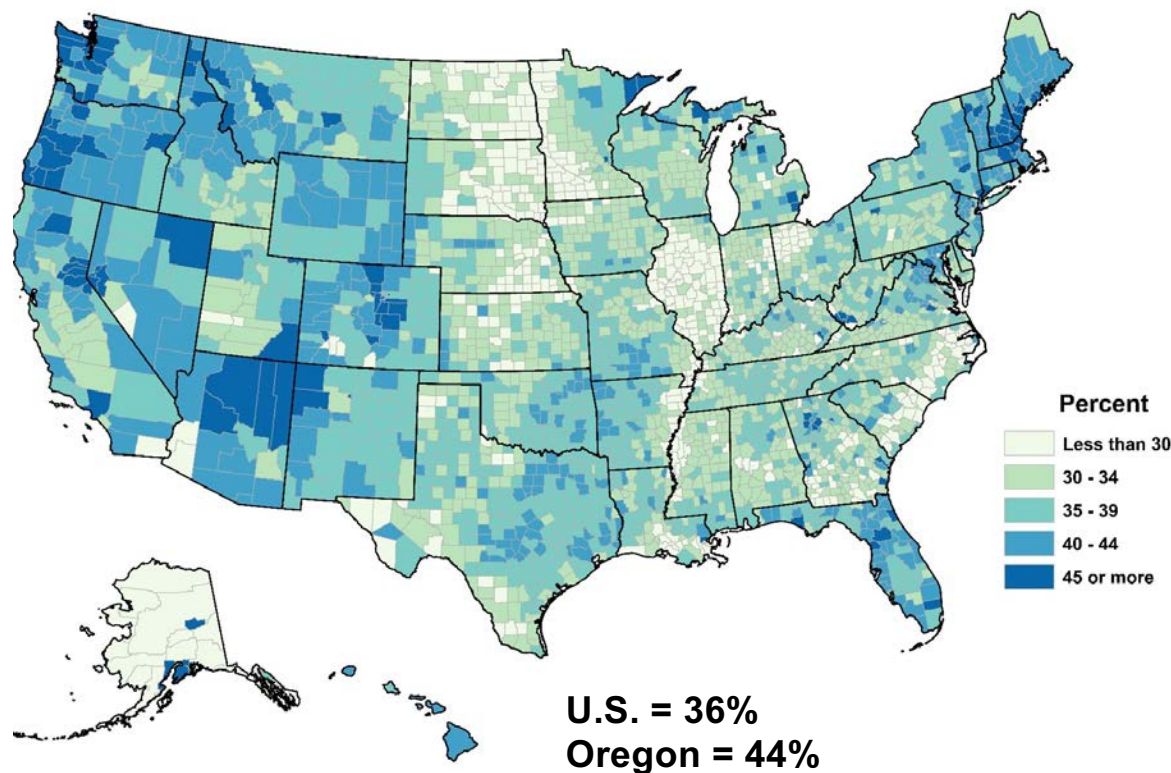 Percent
Less than 30
30 - 34
35 - 39
40 - 44
45 or more
U.S. = 36%
Oregon = 44%